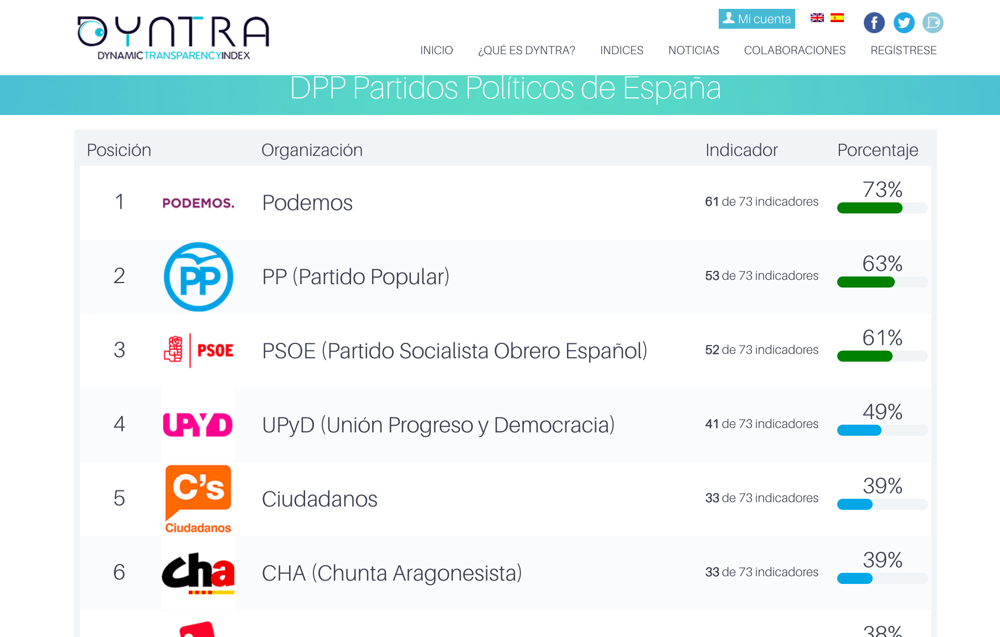 DYNTRA
DYNAMICTRANSPARENCYINDEX
Mi cuenta
INICIO ¿QUÉ ES DYNTRA? INDICES NOTICIAS COLABORACIONES REGÍSTRESE
DPP Partidos Políticos de España
Posición Organización Indicador Porcentaje
1 PODEMOS. Podemos 61 de 73 indicadores 73%
2 PP PP (Partido Popular) 53 de 73 indicadores 63%
3 PSOE PSOE (Partido Socialista Obrero Español) 52 de 73 indicadores 61%
4 UPYD UPyD (Unión Progreso y Democracia) 41 de 73 indicadores 49%
5 C's Ciudadanos Ciudadanos 33 de 73 indicadores 39%
6 cha CHA (Chunta Aragonesista) 33 de 73 indicadores 39%
38%